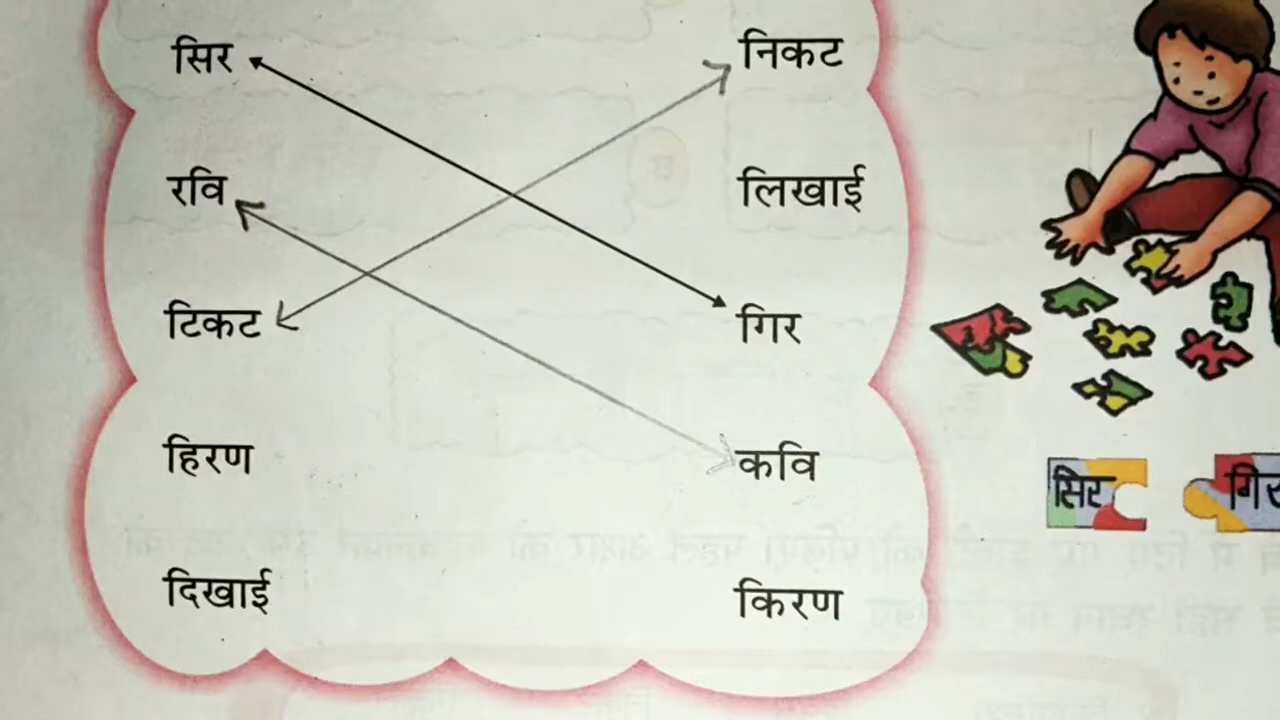 सिर निकट
रवि लिखाई
टिकट गिर
हिरण कवि
दिखाई किरण
सिर गिर